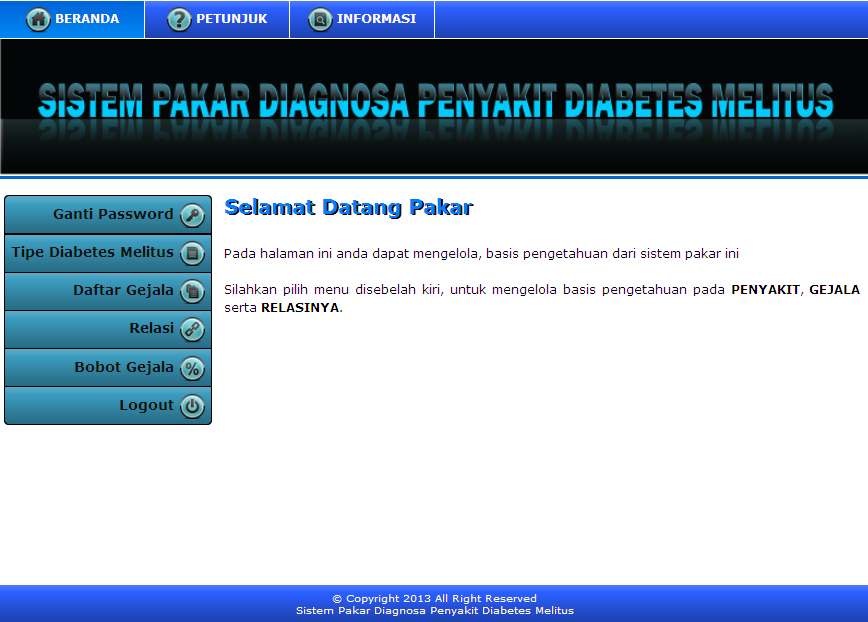 BERANDA PETUNJUK INFORMASI
SISTEM PAKAR DIAGNOSA PENYAKIT DIABETES MELITUS
Ganti Password
Tipe Diabetes Melitus
Daftar Gejala
Relasi
Bobot Gejala
%
Logout
Selamat Datang Pakar
Pada halaman ini anda dapat mengelola, basis pengetahuan dari sistem pakar ini
Silahkan pilih menu disebelah kiri, untuk mengelola basis pengetahuan pada PENYAKIT, GEJALA
serta RELASINYA.
© Copyright 2013 All Right Reserved
Sistem Pakar Diagnosa Penyakit Diabetes Melitus